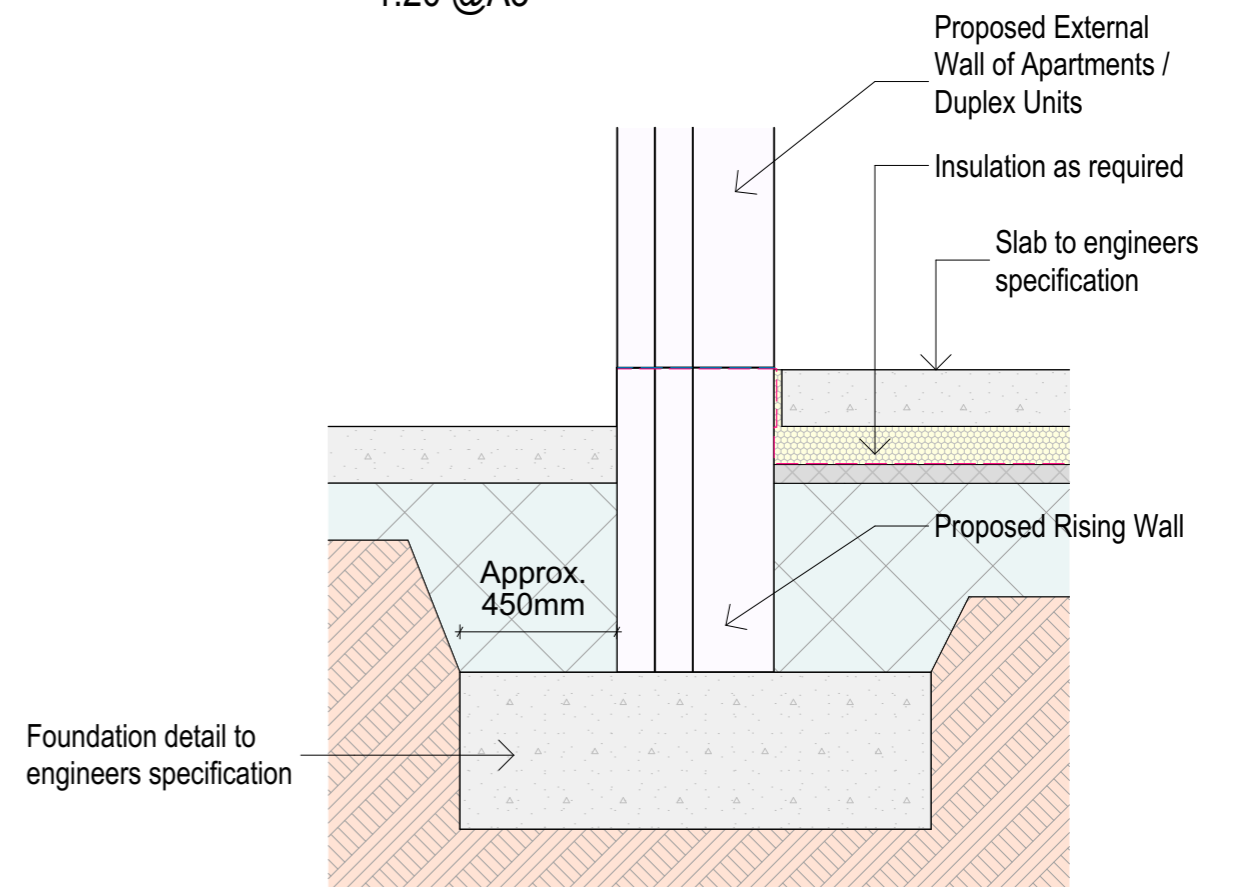 Proposed External
Wall of Apartments /
Duplex Units
Insulation as required
Slab to engineers
specification
Proposed Rising Wall
Approx.
450mm
Foundation detail to
engineers specification